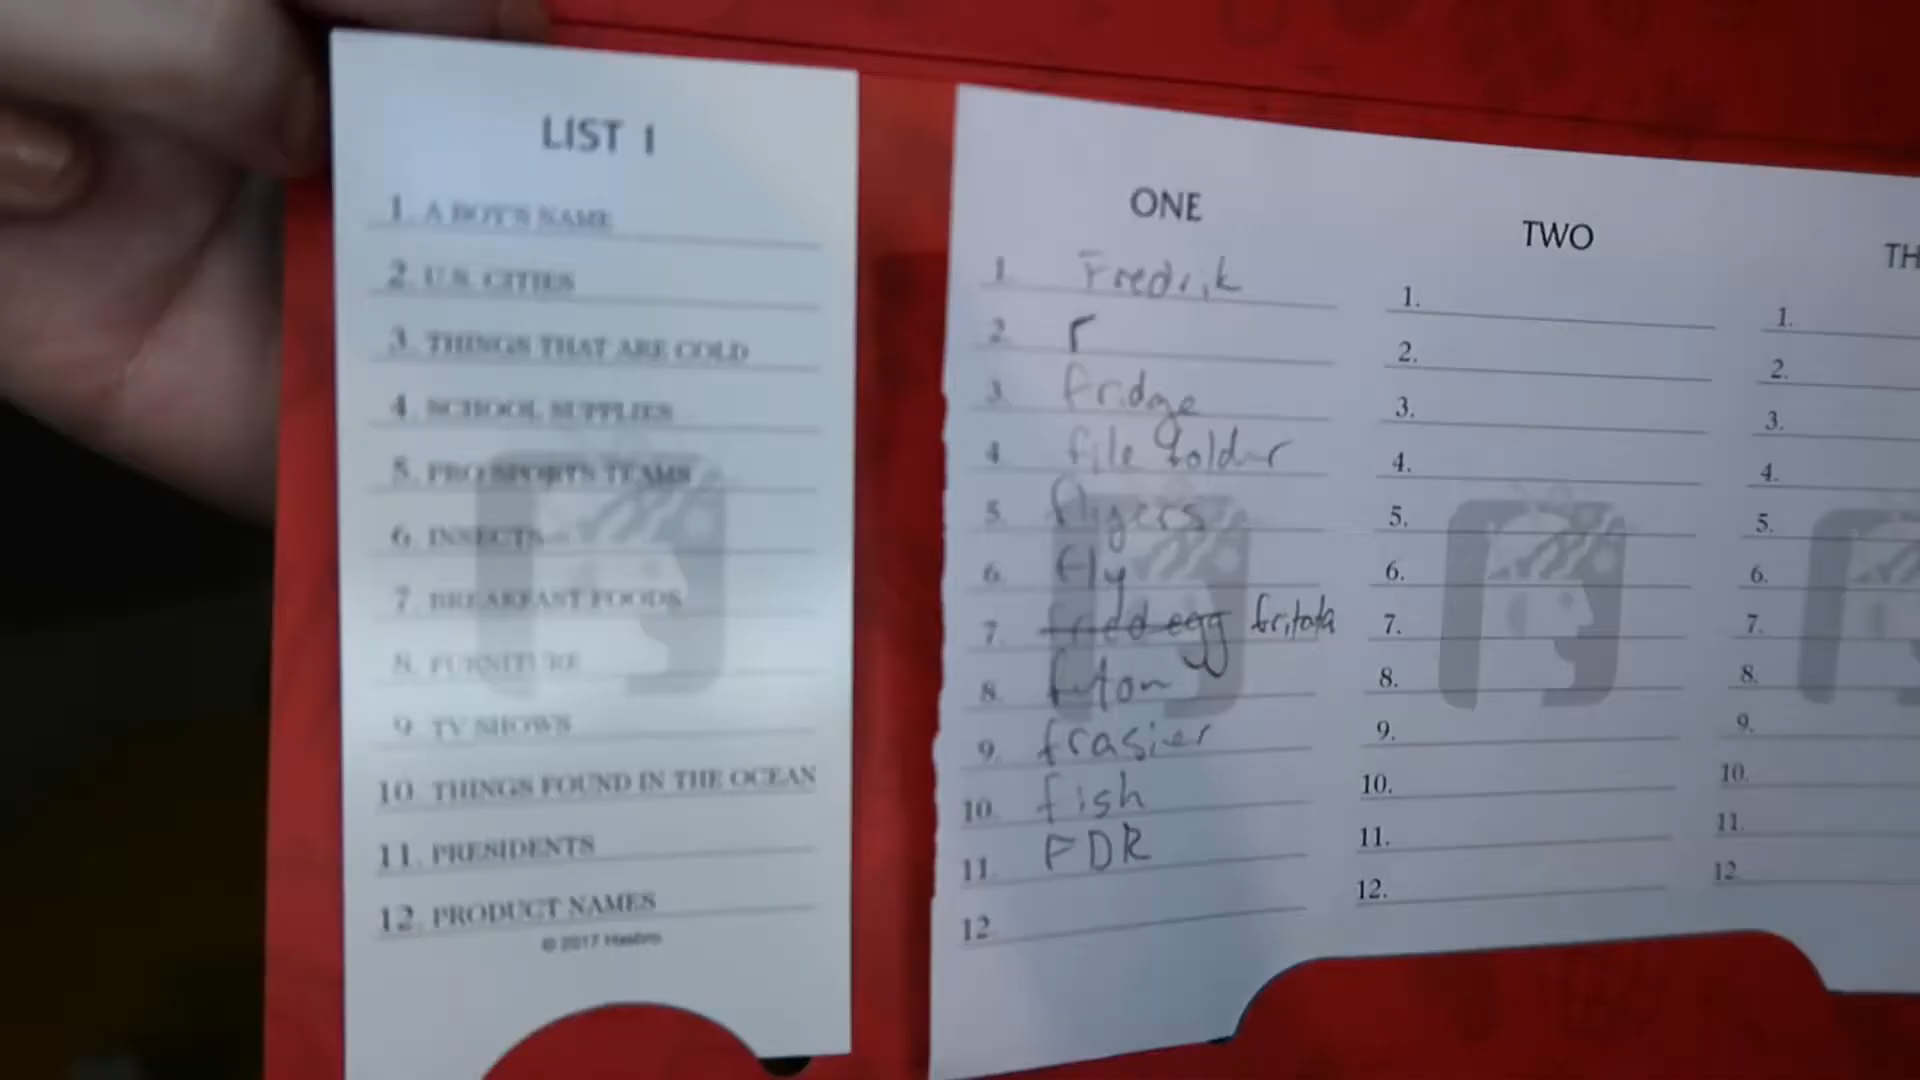 LIST 1
1. A BOY'S NAME
2. U.S. CITIES
3. THINGS THAT ARE COLD
4. SCHOOL SUPPLIES
5. PRO SPORTS TEAMS
6. INSECTS
7. BREAKFAST FOODS
8. FURNITURE
9. TV SHOWS
10. THINGS FOUND IN THE OCEAN
11. PRESIDENTS
12. PRODUCT NAMES
© 2017 Hasbro
ONE
1. Fredrik
2. r
3. fridge
4. file folder
5. flyers
6. fly
7. fried egg fritata
8. futon
9. frasier
10. fish
11. FDR
12.
TWO
1.
2.
3.
4.
5.
6.
7.
8.
9.
10.
11.
12.
TH
1.
2.
3.
4.
5.
6.
7.
8.
9.
10.
11.
12.